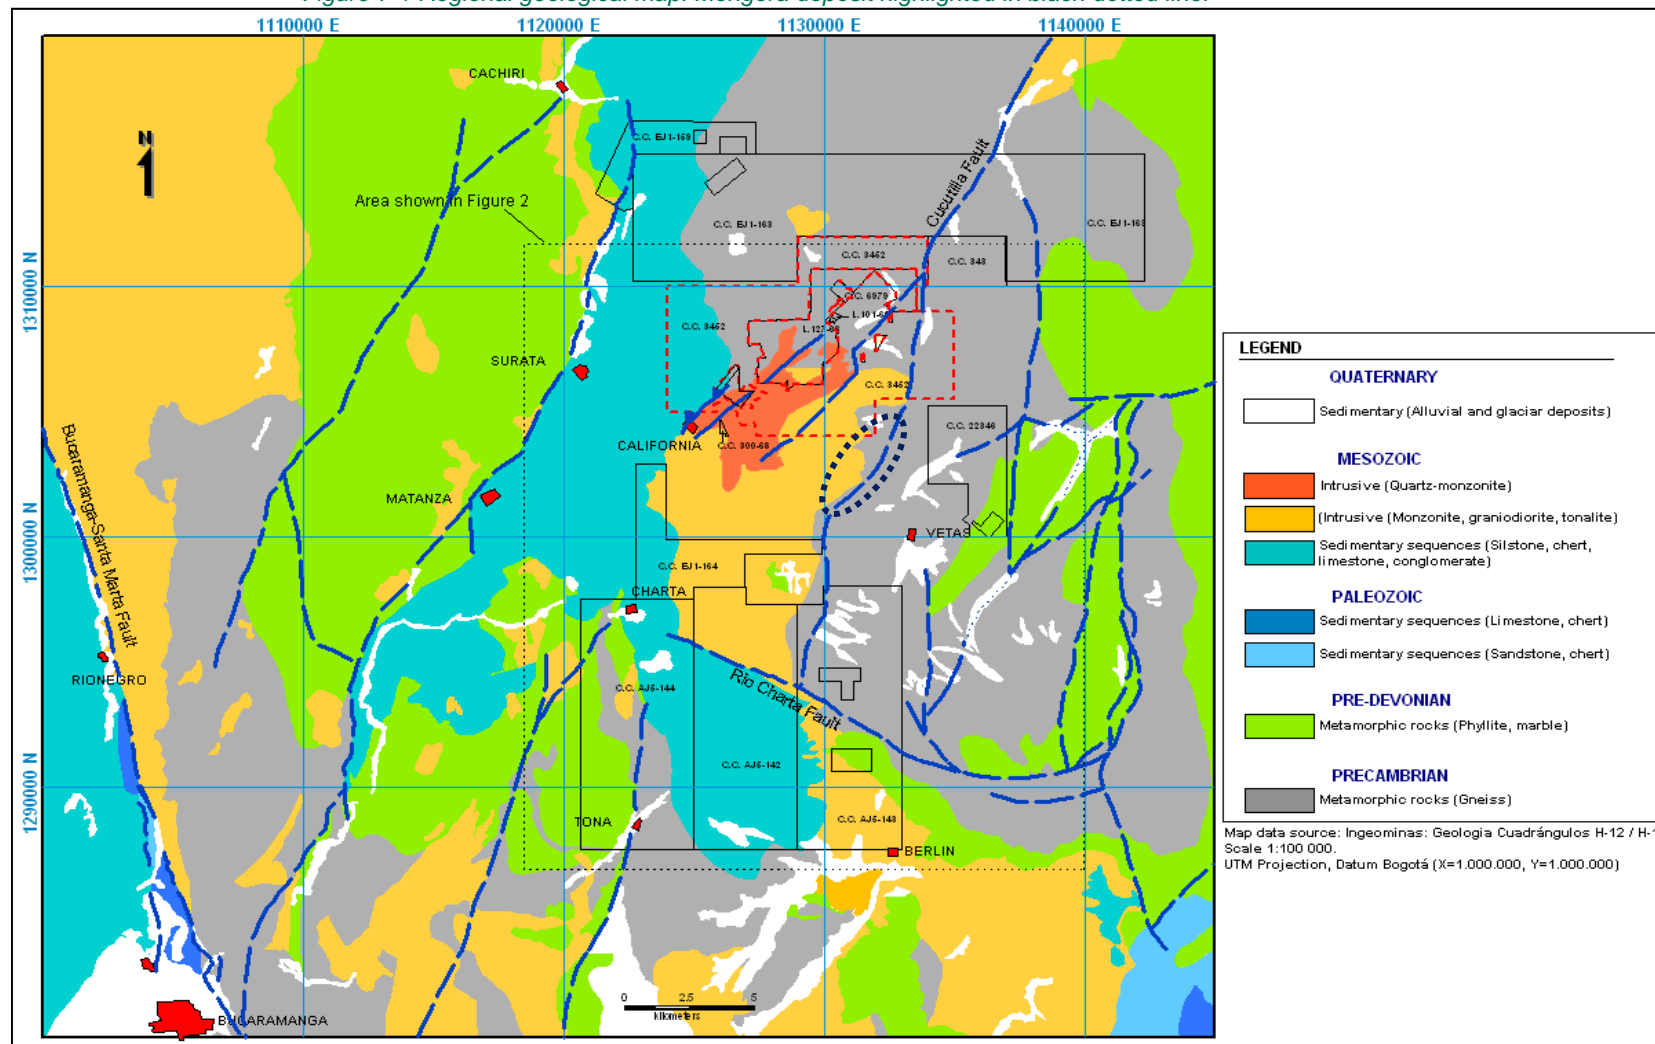 1110000 E
1120000 E
1130000 E
1140000 E
CACHIRI
N
C.C. EJ1-159
Cucutilla Fault
Area shown in Figure 2
C.C. EJ1-163
C.C. EJ1-163
C.C. 3452
C.C. 343
1310000 N
C.C. 6979
C.C. 3452
SURATA
C.C. 3452
Bucaramanga-Santa Marta Fault
CALIFORNIA
C.C. 300-68
C.C. 22346
MATANZA
VETAS
1300000 N
C.C. EJ1-164
CHARTA
RIONEGRO
C.C. AJ5-144
Rio Charta Fault
C.C. AJ5-142
1290000 N
TONA
C.C. AJ5-143
BERLIN
0 2.5 5
kilometers
BUCARAMANGA
LEGEND
QUATERNARY
Sedimentary (Alluvial and glaciar deposits)
MESOZOIC
Intrusive (Quartz-monzonite)
(Intrusive (Monzonite, graniodiorite, tonalite)
Sedimentary sequences (Silstone, chert,
limestone, conglomerate)
PALEOZOIC
Sedimentary sequences (Limestone, chert)
Sedimentary sequences (Sandstone, chert)
PRE-DEVONIAN
Metamorphic rocks (Phyllite, marble)
PRECAMBRIAN
Metamorphic rocks (Gneiss)
Map data source: Ingeominas: Geologia Cuadrángulos H-12 / H-1
Scale 1:100 000.
UTM Projection, Datum Bogotá (X=1.000.000, Y=1.000.000)